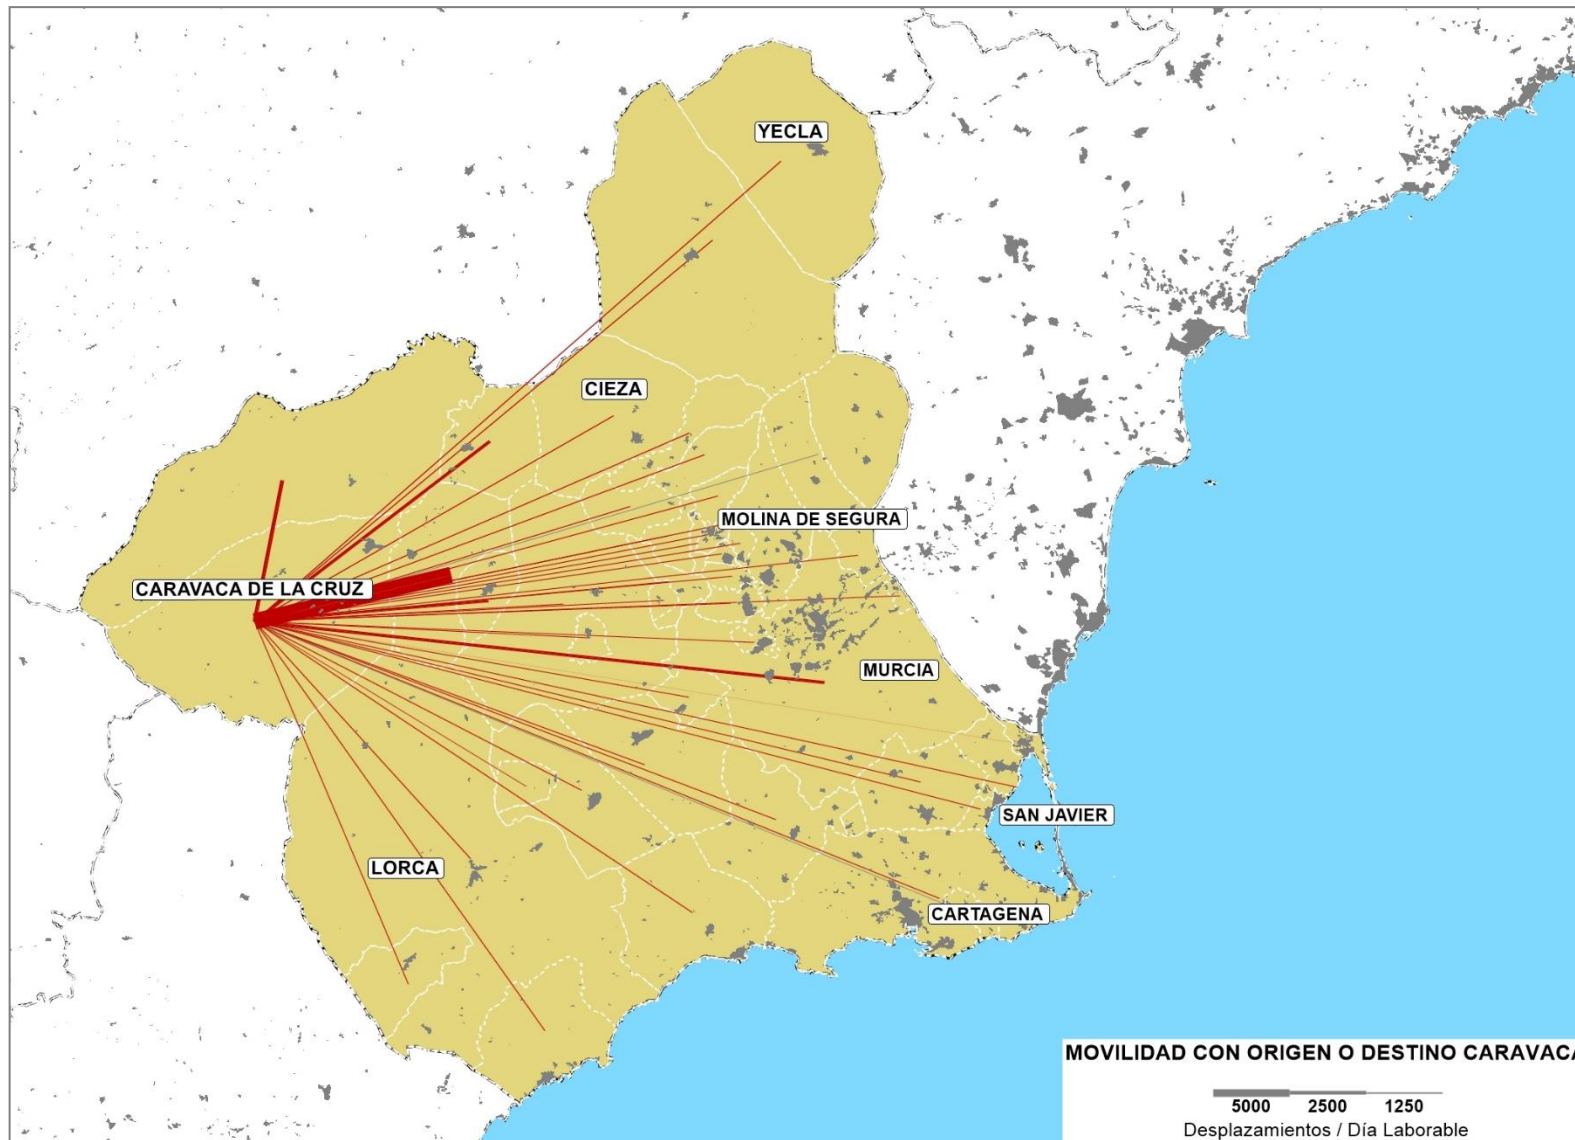 YECLA
CIEZA
MOLINA DE SEGURA
CARAVACA DE LA CRUZ
MURCIA
SAN JAVIER
LORCA
CARTAGENA
MOVILIDAD CON ORIGEN O DESTINO CARAVACA
5000 2500 1250
Desplazamientos / Día Laborable